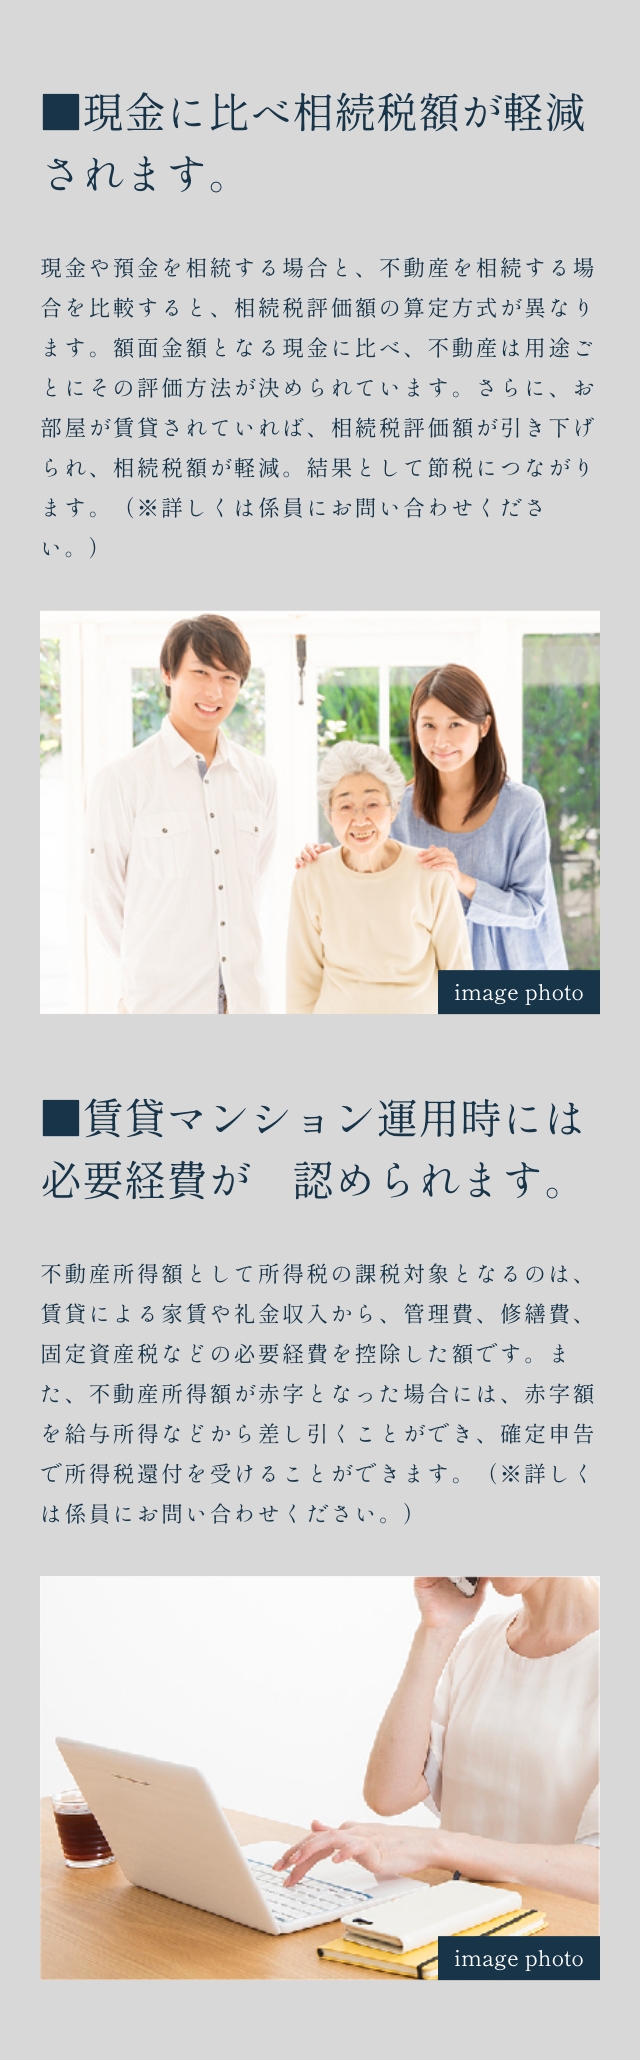 ■現金に比べ相続税額が軽減
されます。
現金や預金を相続する場合と、不動産を相続する場
合を比較すると、相続税評価額の算定方式が異なり
ます。額面金額となる現金に比べ、不動産は用途ご
とにその評価方法が決められています。さらに、お
部屋が賃貸されていれば、相続税評価額が引き下げ
られ、相続税額が軽減。結果として節税につながり
ます。（※詳しくは係員にお問い合わせくださ
い。）
image photo
■賃貸マンション運用時には
必要経費が　認められます。
不動産所得額として所得税の課税対象となるのは、
賃貸による家賃や礼金収入から、管理費、修繕費、
固定資産税などの必要経費を控除した額です。ま
た、不動産所得額が赤字となった場合には、赤字額
を給与所得などから差し引くことができ、確定申告
で所得税還付を受けることができます。（※詳しく
は係員にお問い合わせください。）
image photo